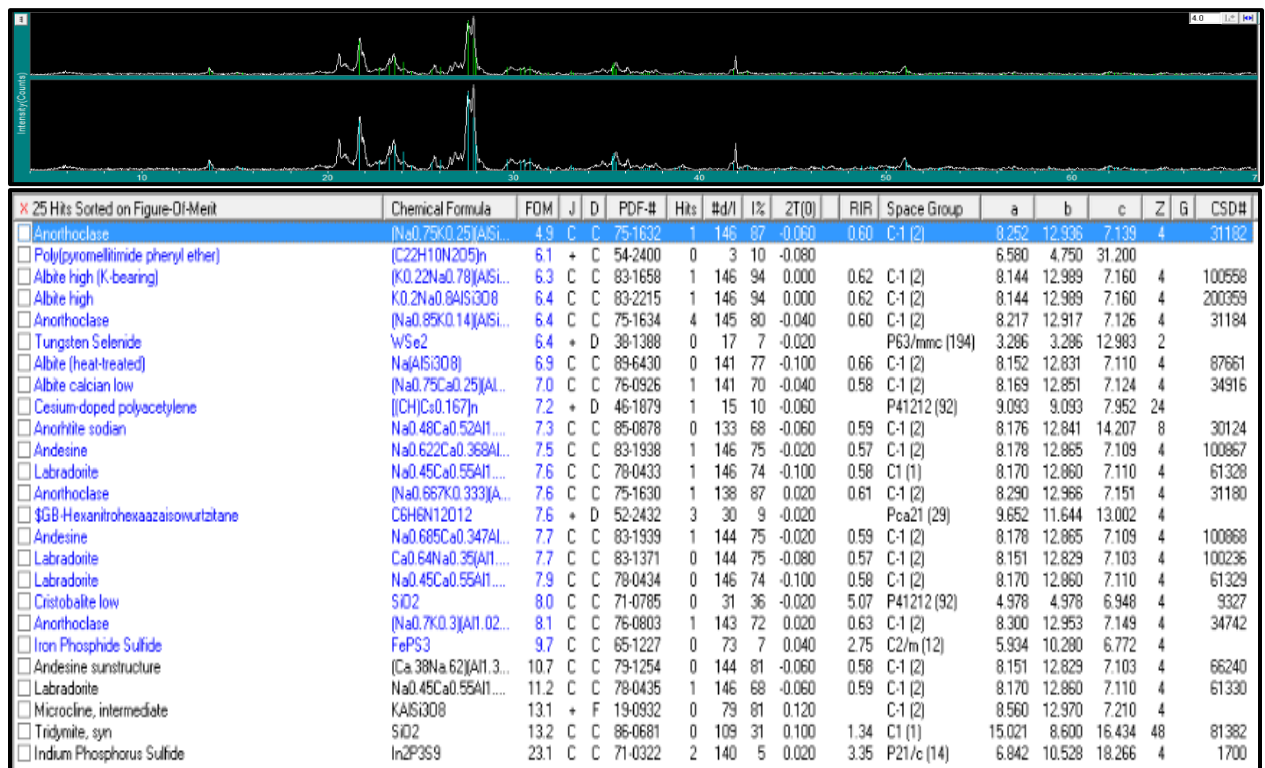 4.0
Intensity(Counts)
10 20 30 40 50 60 7
25 Hits Sorted on Figure-Of-Merit Chemical Formula FOM J D PDF-# Hits #d/I I% 2T(0) RIR Space Group a b c Z G CSD#
Anorthoclase (Na0.75K0.25)(AlSi... 4.9 C C 75-1632 1 146 87 -0.060 0.60 C-1 (2) 8.252 12.936 7.139 4 31182
Poly(pyromellitimide phenyl ether) (C22H10N2O5)n 6.1 + C 54-2400 0 3 10 -0.080 6.580 4.750 31.200
Albite high (K-bearing) (K0.22Na0.78)(AlSi... 6.3 C C 83-1658 1 146 94 0.000 0.62 C-1 (2) 8.144 12.989 7.160 4 100558
Albite high K0.2Na0.8AlSi3O8 6.4 C C 83-2215 1 146 94 0.000 0.62 C-1 (2) 8.144 12.989 7.160 4 200359
Anorthoclase (Na0.85K0.14)(AlSi... 6.4 C C 75-1634 4 145 80 -0.040 0.60 C-1 (2) 8.217 12.917 7.126 4 31184
Tungsten Selenide WSe2 6.4 + D 38-1388 0 17 7 -0.020 P63/mmc (194) 3.286 3.286 12.983 2
Albite (heat-treated) Na(AlSi3O8) 6.9 C C 89-6430 0 141 77 -0.100 0.66 C-1 (2) 8.152 12.831 7.110 4 87661
Albite calcian low (Na0.75Ca0.25)(Al... 7.0 C C 76-0926 1 141 70 -0.040 0.58 C-1 (2) 8.169 12.851 7.124 4 34916
Cesium-doped polyacetylene [(CH)Cs0.167]n 7.2 + D 46-1879 1 15 10 -0.060 P41212 (92) 9.093 9.093 7.952 24
Anorhtite sodian Na0.48Ca0.52Al1.... 7.3 C C 85-0878 0 133 68 -0.060 0.59 C-1 (2) 8.176 12.841 14.207 8 30124
Andesine Na0.622Ca0.368Al... 7.5 C C 83-1938 1 146 75 -0.020 0.57 C-1 (2) 8.178 12.865 7.109 4 100867
Labradorite Na0.45Ca0.55Al1.... 7.6 C C 78-0433 1 146 74 -0.100 0.58 C1 (1) 8.170 12.860 7.110 4 61328
Anorthoclase (Na0.667K0.333)(A... 7.6 C C 75-1630 1 138 87 0.020 0.61 C-1 (2) 8.290 12.966 7.151 4 31180
$GB-Hexanitrohexaazaisowurtzitane C6H6N12O12 7.6 + D 52-2432 3 30 9 -0.020 Pca21 (29) 9.652 11.644 13.002 4
Andesine Na0.685Ca0.347Al... 7.7 C C 83-1939 1 144 75 -0.020 0.59 C-1 (2) 8.178 12.865 7.109 4 100868
Labradorite Ca0.64Na0.35(Al1.... 7.7 C C 83-1371 0 144 75 -0.080 0.57 C-1 (2) 8.151 12.829 7.103 4 100236
Labradorite Na0.45Ca0.55Al1.... 7.9 C C 78-0434 0 146 74 -0.100 0.58 C-1 (2) 8.170 12.860 7.110 4 61329
Cristobalite low SiO2 8.0 C C 71-0785 0 31 36 -0.020 5.07 P41212 (92) 4.978 4.978 6.948 4 9327
Anorthoclase (Na0.7K0.3)(Al1.02... 8.1 C C 76-0803 1 143 72 0.020 0.63 C-1 (2) 8.300 12.953 7.149 4 34742
Iron Phosphide Sulfide FePS3 9.7 C C 65-1227 0 73 7 0.040 2.75 C2/m (12) 5.934 10.280 6.772 4
Andesine sunstructure (Ca.38Na.62)(Al1.3... 10.7 C C 79-1254 0 144 81 -0.060 0.58 C-1 (2) 8.151 12.829 7.103 4 66240
Labradorite Na0.45Ca0.55Al1.... 11.2 C C 78-0435 1 146 68 -0.060 0.59 C-1 (2) 8.170 12.860 7.110 4 61330
Microcline, intermediate KAlSi3O8 13.1 + F 19-0932 0 79 81 0.120 C-1 (2) 8.560 12.970 7.210 4
Tridymite, syn SiO2 13.2 C C 86-0681 0 109 31 0.100 1.34 C1 (1) 15.021 8.600 16.434 48 81382
Indium Phosphorus Sulfide In2P3S9 23.1 C C 71-0322 2 140 5 0.020 3.35 P21/c (14) 6.842 10.528 18.266 4 1700